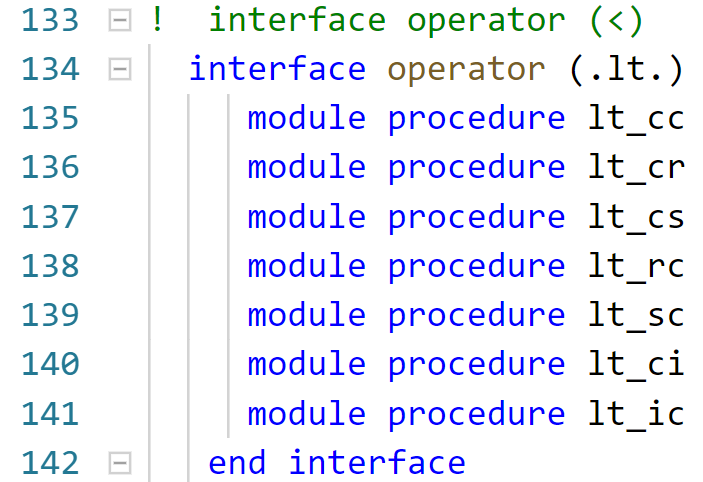 133 ! interface operator (<)
134 interface operator (.lt.)
135 module procedure lt_cc
136 module procedure lt_cr
137 module procedure lt_cs
138 module procedure lt_rc
139 module procedure lt_sc
140 module procedure lt_ci
141 module procedure lt_ic
142 end interface